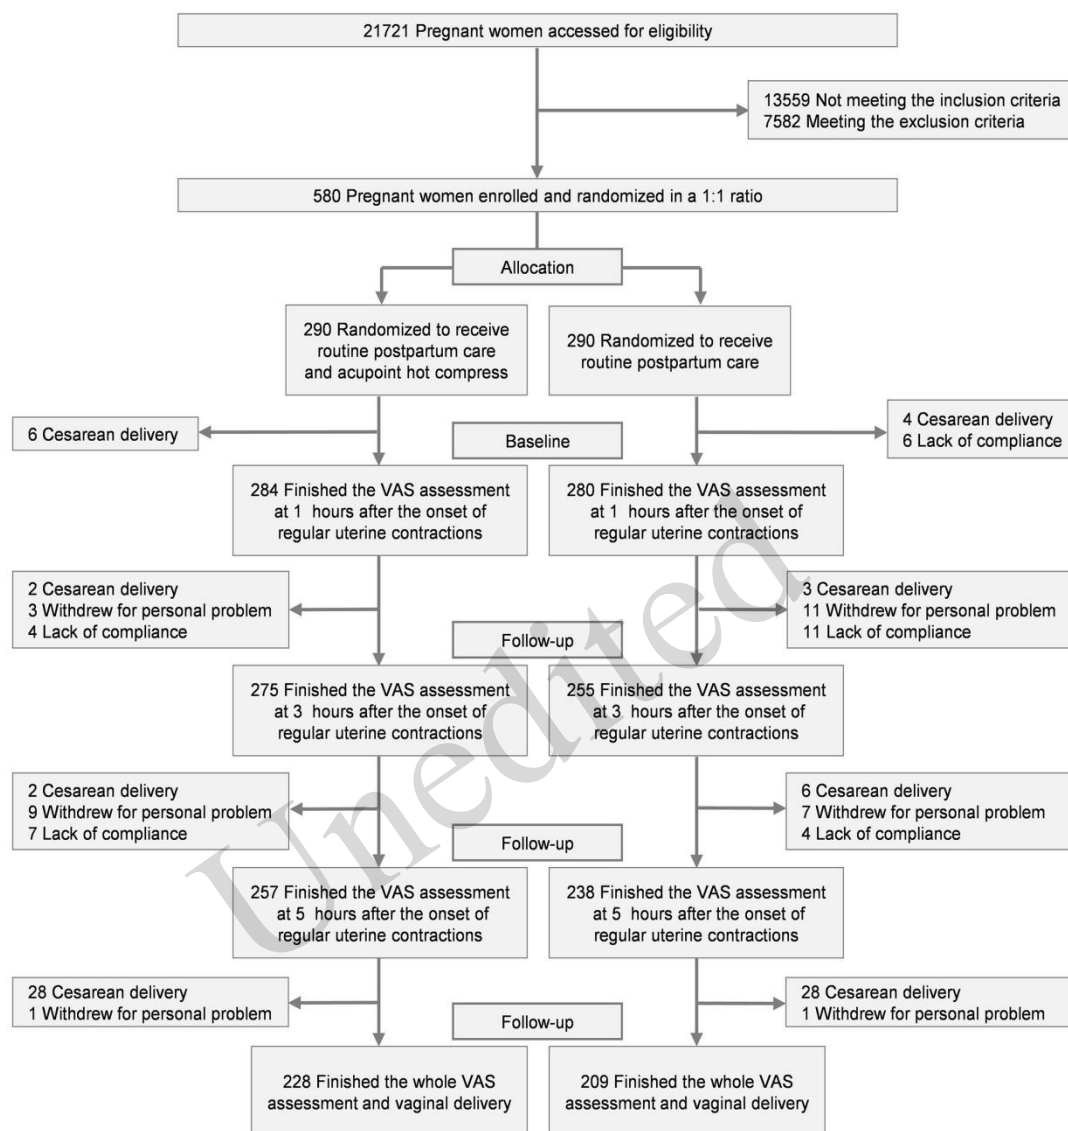 21721 Pregnant women accessed for eligibility
13559 Not meeting the inclusion criteria
7582 Meeting the exclusion criteria
580 Pregnant women enrolled and randomized in a 1:1 ratio
Allocation
290 Randomized to receive
routine postpartum care
and acupoint hot compress
290 Randomized to receive
routine postpartum care
6 Cesarean delivery
4 Cesarean delivery
6 Lack of compliance
Baseline
284 Finished the VAS assessment
at 1 hours after the onset of
regular uterine contractions
280 Finished the VAS assessment
at 1 hours after the onset of
regular uterine contractions
2 Cesarean delivery
3 Withdrew for personal problem
4 Lack of compliance
3 Cesarean delivery
11 Withdrew for personal problem
11 Lack of compliance
Follow-up
275 Finished the VAS assessment
at 3 hours after the onset of
regular uterine contractions
255 Finished the VAS assessment
at 3 hours after the onset of
regular uterine contractions
2 Cesarean delivery
9 Withdrew for personal problem
7 Lack of compliance
6 Cesarean delivery
7 Withdrew for personal problem
4 Lack of compliance
Follow-up
257 Finished the VAS assessment
at 5 hours after the onset of
regular uterine contractions
238 Finished the VAS assessment
at 5 hours after the onset of
regular uterine contractions
28 Cesarean delivery
1 Withdrew for personal problem
28 Cesarean delivery
1 Withdrew for personal problem
Follow-up
228 Finished the whole VAS
assessment and vaginal delivery
209 Finished the whole VAS
assessment and vaginal delivery
Unedited